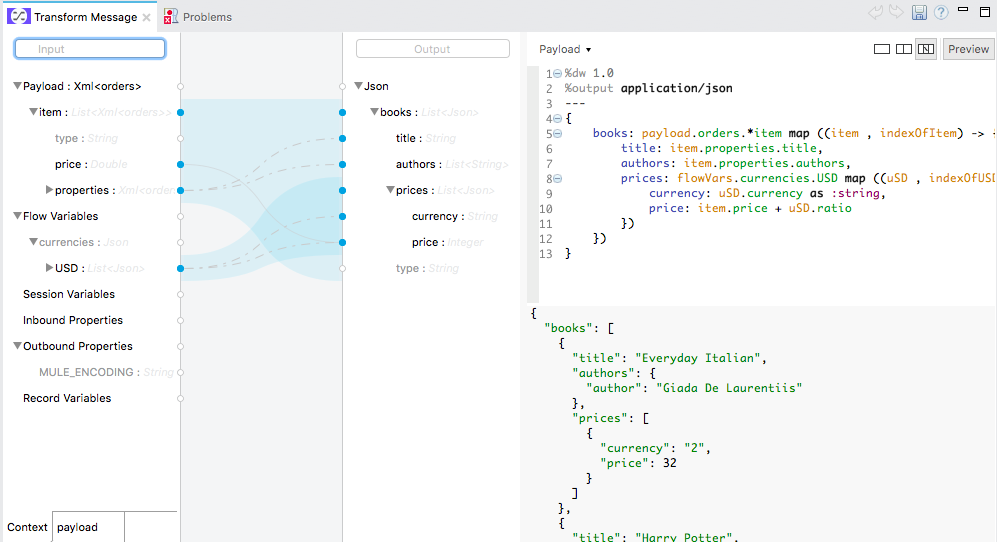 Transform Message
Problems
Input
Output
Payload
Preview
Payload : Xml<orders>
item : List<Xml<orders>>
type : String
price : Double
properties : Xml<order
Flow Variables
currencies : Json
USD : List<Json>
Session Variables
Inbound Properties
Outbound Properties
MULE_ENCODING : String
Record Variables
Context
payload
Json
books : List<Json>
title : String
authors : List<String>
prices : List<Json>
currency : String
price : Integer
type : String
1 %dw 1.0
2 %output application/json
3 ---
4 {
5 books: payload.orders.*item map ((item , indexOfItem) -> {
6 title: item.properties.title,
7 authors: item.properties.authors,
8 prices: flowVars.currencies.USD map ((uSD , indexOfUSD
9 currency: uSD.currency as :string,
10 price: item.price + uSD.ratio
11 })
12 })
13 }
{
"books": [
{
"title": "Everyday Italian",
"authors": {
"author": "Giada De Laurentiis"
},
"prices": [
{
"currency": "2",
"price": 32
}
]
},
{
"title": "Harry Potter",